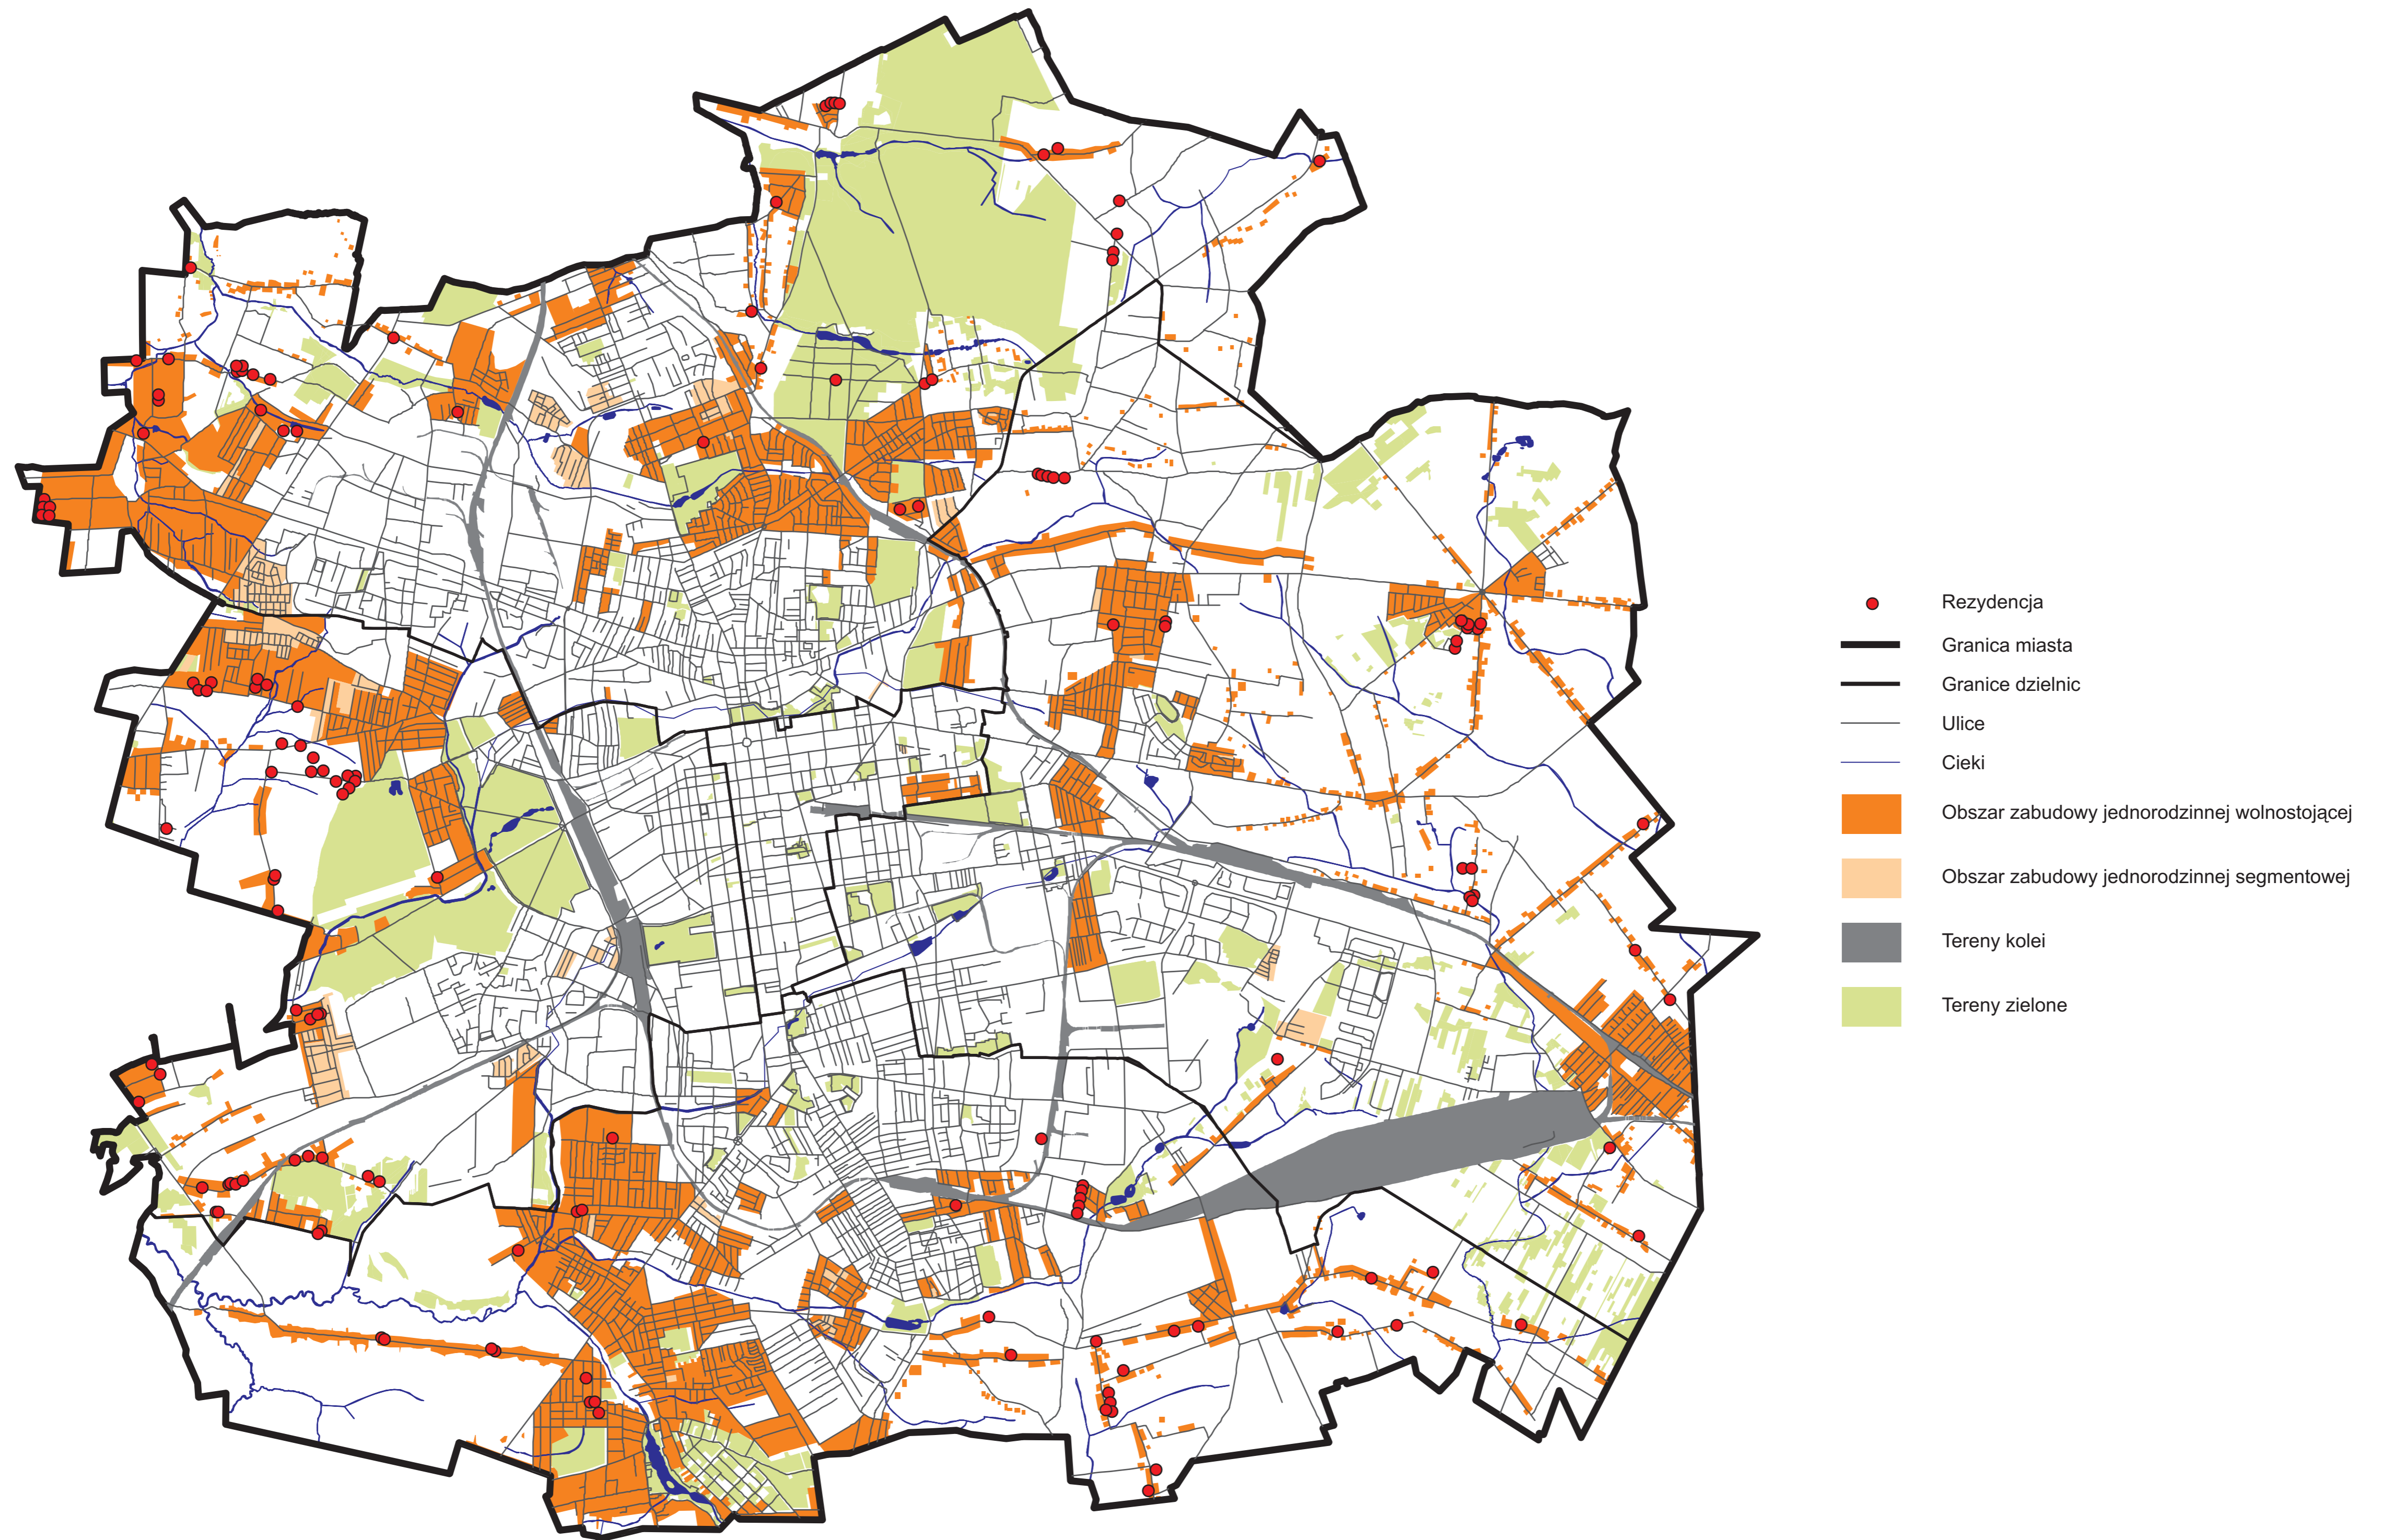 Rezydencja
Granica miasta
Granice dzielnic
Ulice
Cieki
Obszar zabudowy jednorodzinnej wolnostojącej
Obszar zabudowy jednorodzinnej segmentowej
Tereny kolei
Tereny zielone